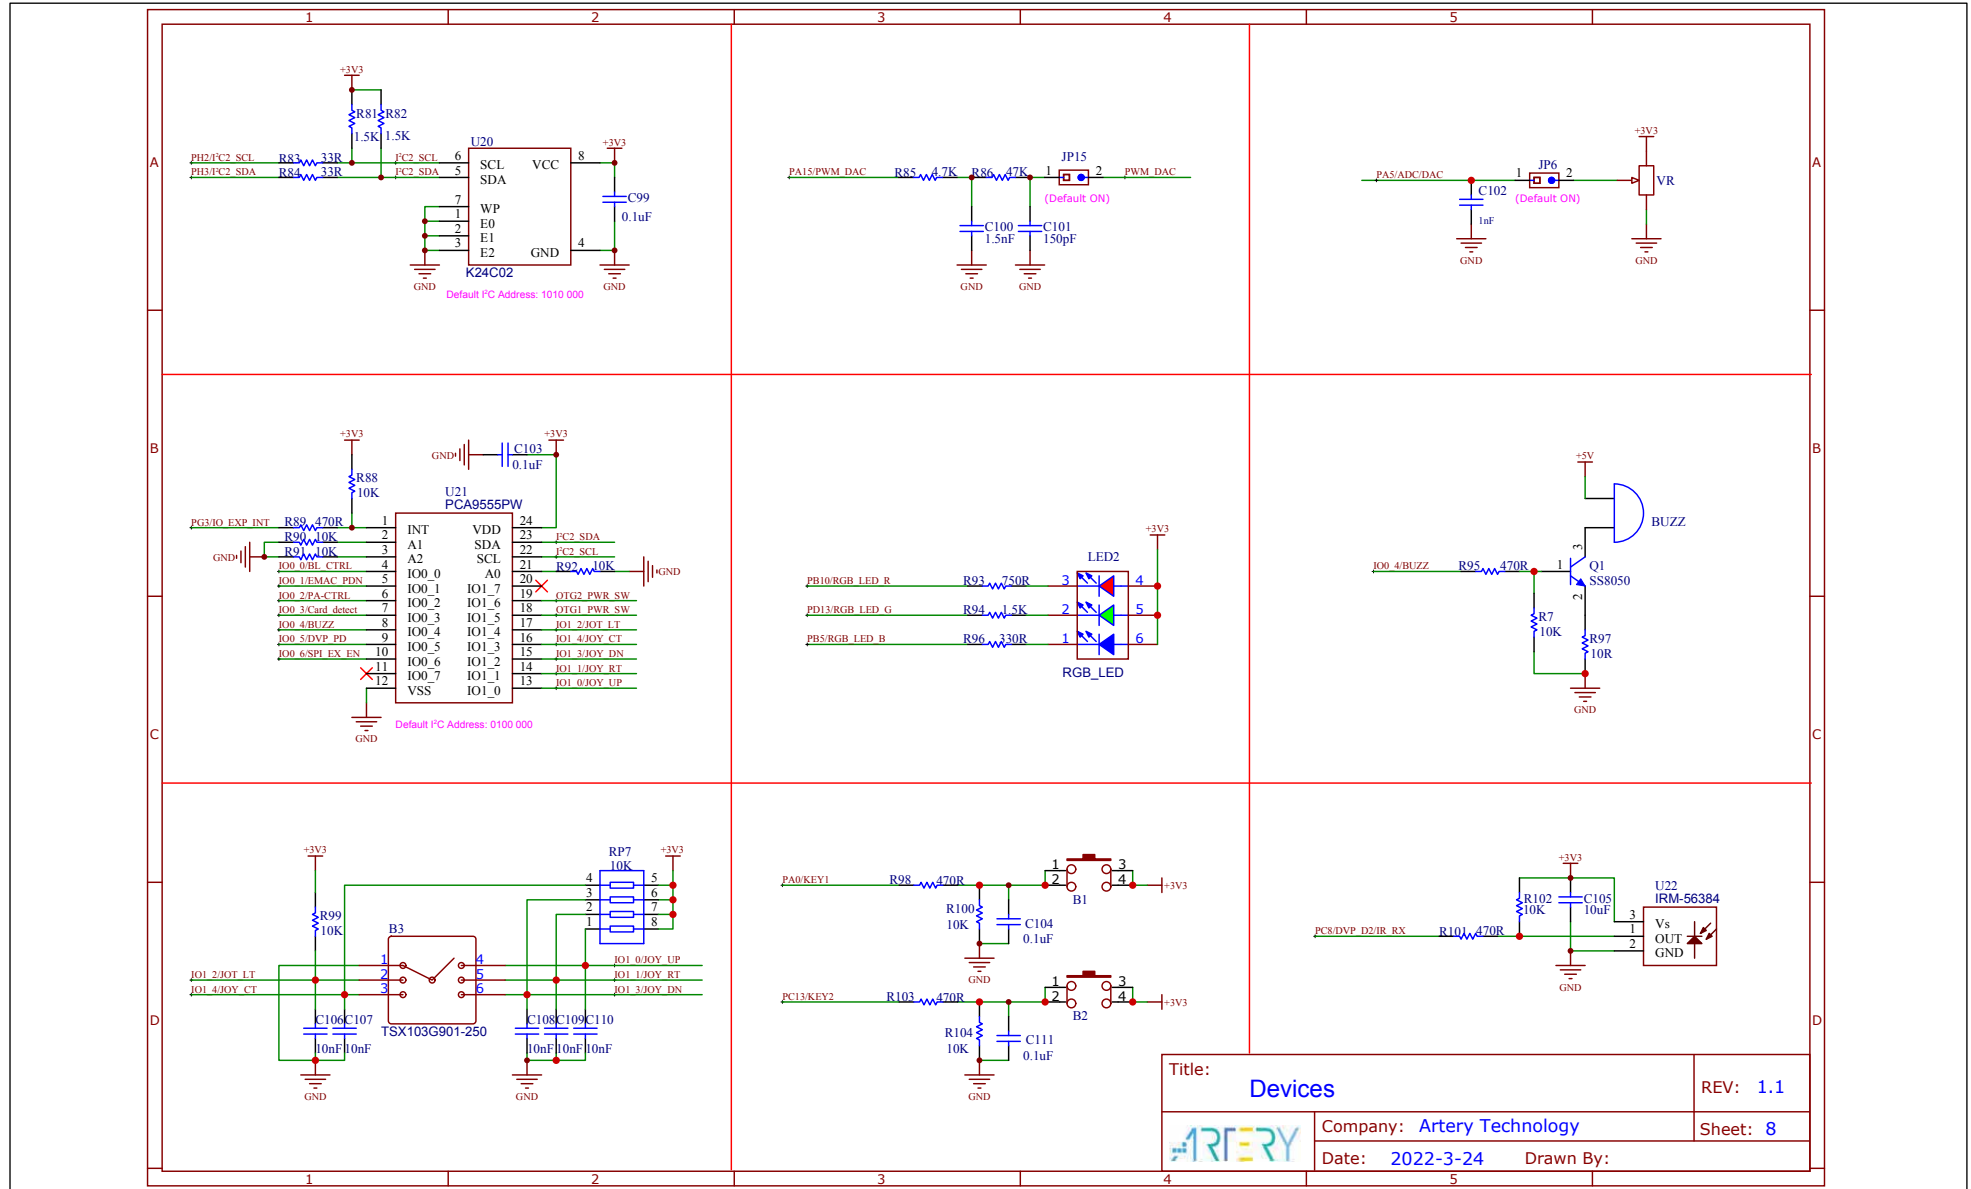 1 2 3 4 5
A A
+3V3
R81 R82
1.5K 1.5K
U20
PH2/I²C2_SCL R83 33R I²C2_SCL 6 SCL VCC 8 +3V3
PH3/I²C2_SDA R84 33R I²C2_SDA 5 SDA
7 WP
1 E0
2 E1
3 E2 GND 4
C99
0.1uF
K24C02
GND GND
Default I²C Address: 1010 000
PA15/PWM_DAC R85 4.7K R86 47K 1 JP15 2 PWM_DAC
(Default ON)
C100 C101
1.5nF 150pF
GND GND
+3V3
PA5/ADC/DAC 1 JP6 2 VR
(Default ON)
C102
1nF
GND GND
B B
+3V3
R88
10K
GND C103 +3V3
0.1uF
U21
PCA9555PW
PG3/IO_EXP_INT R89 470R 1 INT VDD 24
R90 10K 2 A1 SDA 23 I²C2_SDA
GND R91 10K 3 A2 SCL 22 I²C2_SCL
IO0_0/BL_CTRL 4 IO0_0 A0 21 R92 10K GND
IO0_1/EMAC_PDN 5 IO0_1 IO1_7 20
IO0_2/PA-CTRL 6 IO0_2 IO1_6 19 OTG2_PWR_SW
IO0_3/Card_detect 7 IO0_3 IO1_5 18 OTG1_PWR_SW
IO0_4/BUZZ 8 IO0_4 IO1_4 17 IO1_2/JOT_LT
IO0_5/DVP_PD 9 IO0_5 IO1_3 16 IO1_4/JOY_CT
IO0_6/SPI_EX_EN 10 IO0_6 IO1_2 15 IO1_3/JOY_DN
11 IO0_7 IO1_1 14 IO1_1/JOY_RT
12 VSS IO1_0 13 IO1_0/JOY_UP
GND
Default I²C Address: 0100 000
+3V3
LED2
PB10/RGB_LED_R R93 750R 3 4
PD13/RGB_LED_G R94 1.5K 2 5
PB5/RGB_LED_B R96 330R 1 6
RGB_LED
+5V
BUZZ
3
IO0_4/BUZZ R95 470R 1 Q1
SS8050
2
R7
10K
R97
10R
GND
C C
+3V3
R99
10K
RP7
10K
+3V3
4 5
3 6
2 7
1 8
B3
1 4 IO1_0/JOY_UP
IO1_2/JOT_LT 2 5 IO1_1/JOY_RT
IO1_4/JOY_CT 3 6 IO1_3/JOY_DN
TSX103G901-250
C106 C107 C108 C109 C110
10nF 10nF 10nF 10nF 10nF
GND GND
PA0/KEY1 R98 470R 1 2 3 4 +3V3
B1
R100
10K
C104
0.1uF
GND
PC13/KEY2 R103 470R 1 2 3 4 +3V3
B2
R104
10K
C111
0.1uF
GND
+3V3
R102
10K
C105
10uF
U22
IRM-56384
3 Vs
PC8/DVP_D2/IR_RX R101 470R 1 OUT
2 GND
GND
D D
Title: Devices REV: 1.1
ARTERY
Company: Artery Technology Sheet: 8
Date: 2022-3-24 Drawn By:
1 2 3 4 5